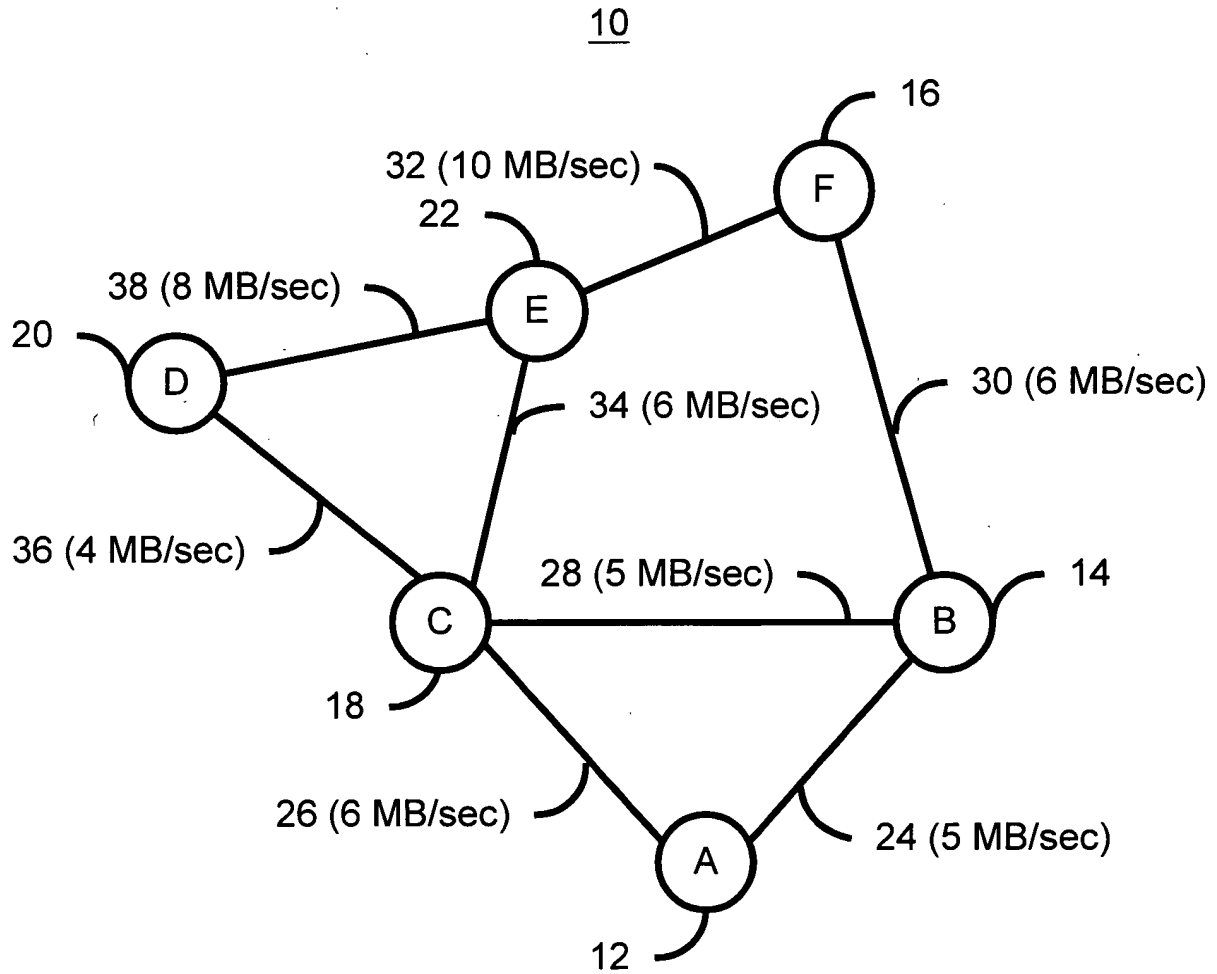 10
16
32 (10 MB/sec)
F
22
38 (8 MB/sec)
E
20
D
30 (6 MB/sec)
34 (6 MB/sec)
36 (4 MB/sec)
28 (5 MB/sec)
14
C
B
18
26 (6 MB/sec)
24 (5 MB/sec)
A
12